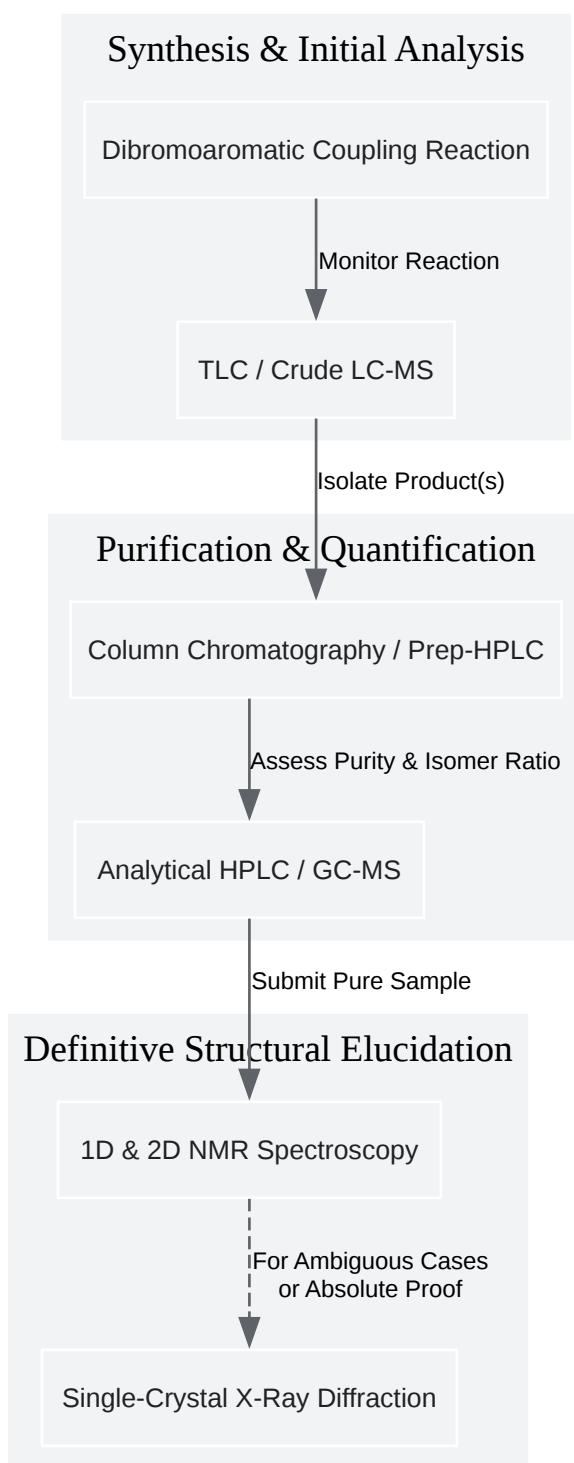 Synthesis & Initial Analysis
Dibromoaromatic Coupling Reaction
Monitor Reaction
TLC / Crude LC-MS
Isolate Product(s)
Purification & Quantification
Column Chromatography / Prep-HPLC
Assess Purity & Isomer Ratio
Analytical HPLC / GC-MS
Submit Pure Sample
Definitive Structural Elucidation
1D & 2D NMR Spectroscopy
For Ambiguous Cases
or Absolute Proof
Single-Crystal X-Ray Diffraction